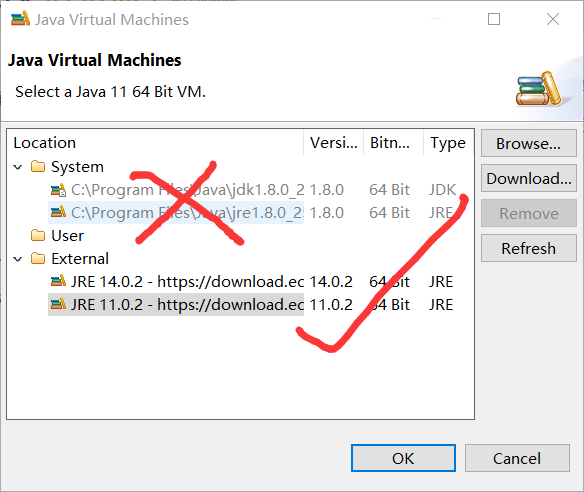 Java Virtual Machines
Java Virtual Machines
Select a Java 11 64 Bit VM.
Location Versi... Bitn... Type
System
C:\Program Files\Java\jdk1.8.0_2 1.8.0 64 Bit JDK
C:\Program Files\Java\jre1.8.0_25 1.8.0 64 Bit JRE
User
External
JRE 14.0.2 - https://download.ec 14.0.2 64 Bit JRE
JRE 11.0.2 - https://download.ec 11.0.2 64 Bit JRE
Browse...
Download...
Remove
Refresh
OK
Cancel